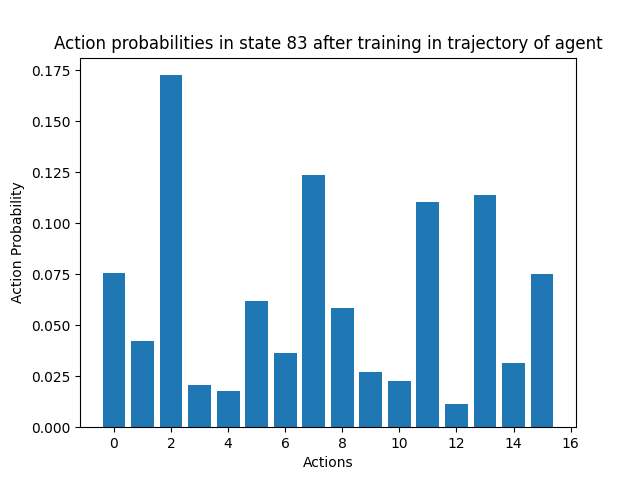 Action probabilities in state 83 after training in trajectory of agent
0.175
0.150
0.125
0.100
0.075
0.050
0.025
0.000
Action Probability
0 2 4 6 8 10 12 14 16
Actions